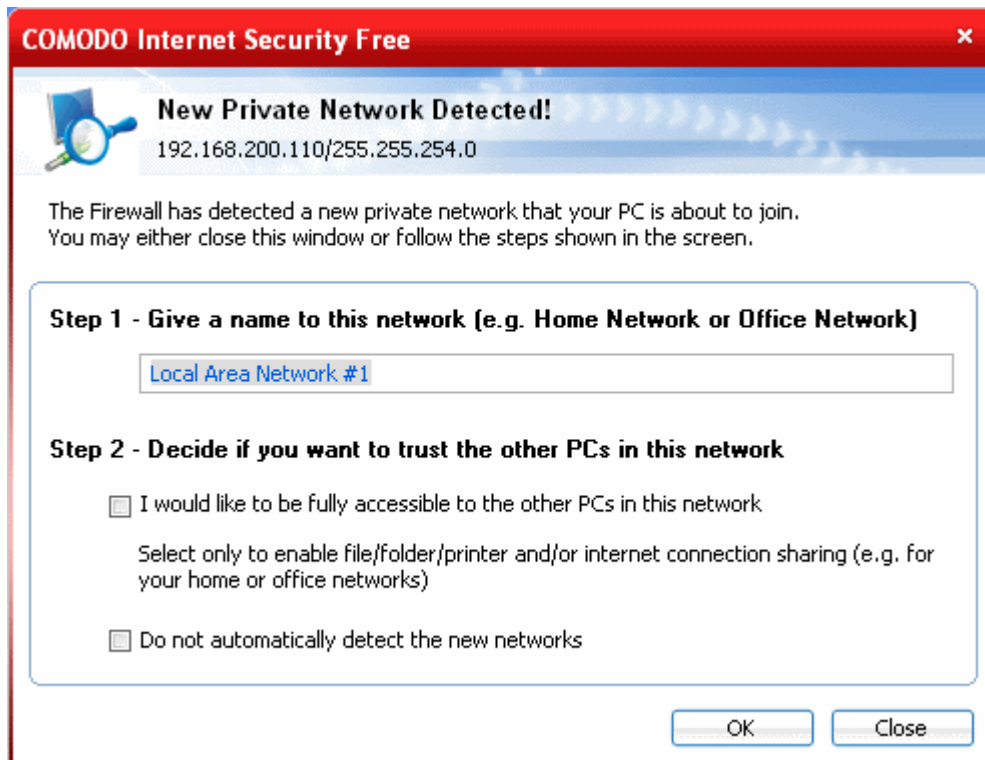 COMODO Internet Security Free
New Private Network Detected!
192.168.200.110/255.255.254.0
The Firewall has detected a new private network that your PC is about to join.
You may either close this window or follow the steps shown in the screen.
Step 1 - Give a name to this network (e.g. Home Network or Office Network)
Local Area Network #1
Step 2 - Decide if you want to trust the other PCs in this network
I would like to be fully accessible to the other PCs in this network
Select only to enable file/folder/printer and/or internet connection sharing (e.g. for
your home or office networks)
Do not automatically detect the new networks
OK
Close